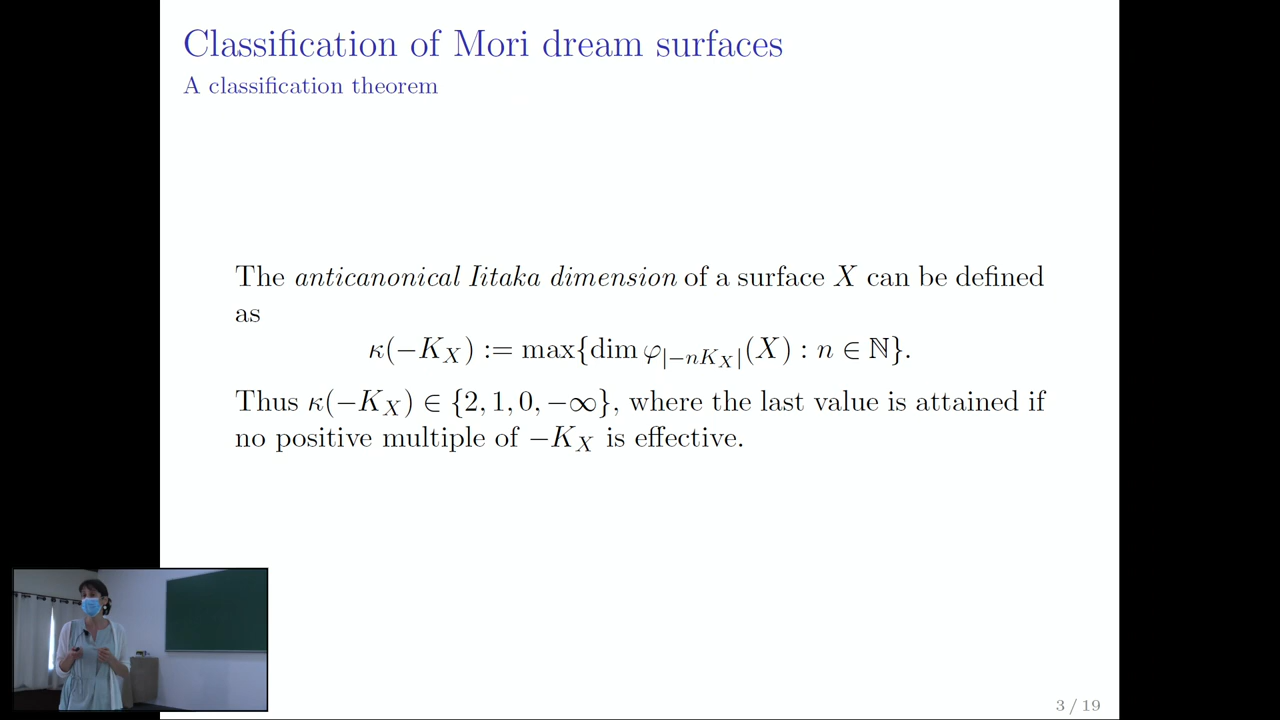 Classification of Mori dream surfaces
A classification theorem
The anticanonical Iitaka dimension of a surface X can be defined
as
κ(−K_X) := max{dim φ_{|−nK_X|}(X) : n ∈ ℕ}.
Thus κ(−K_X) ∈ {2, 1, 0, −∞}, where the last value is attained if
no positive multiple of −K_X is effective.
3 / 19